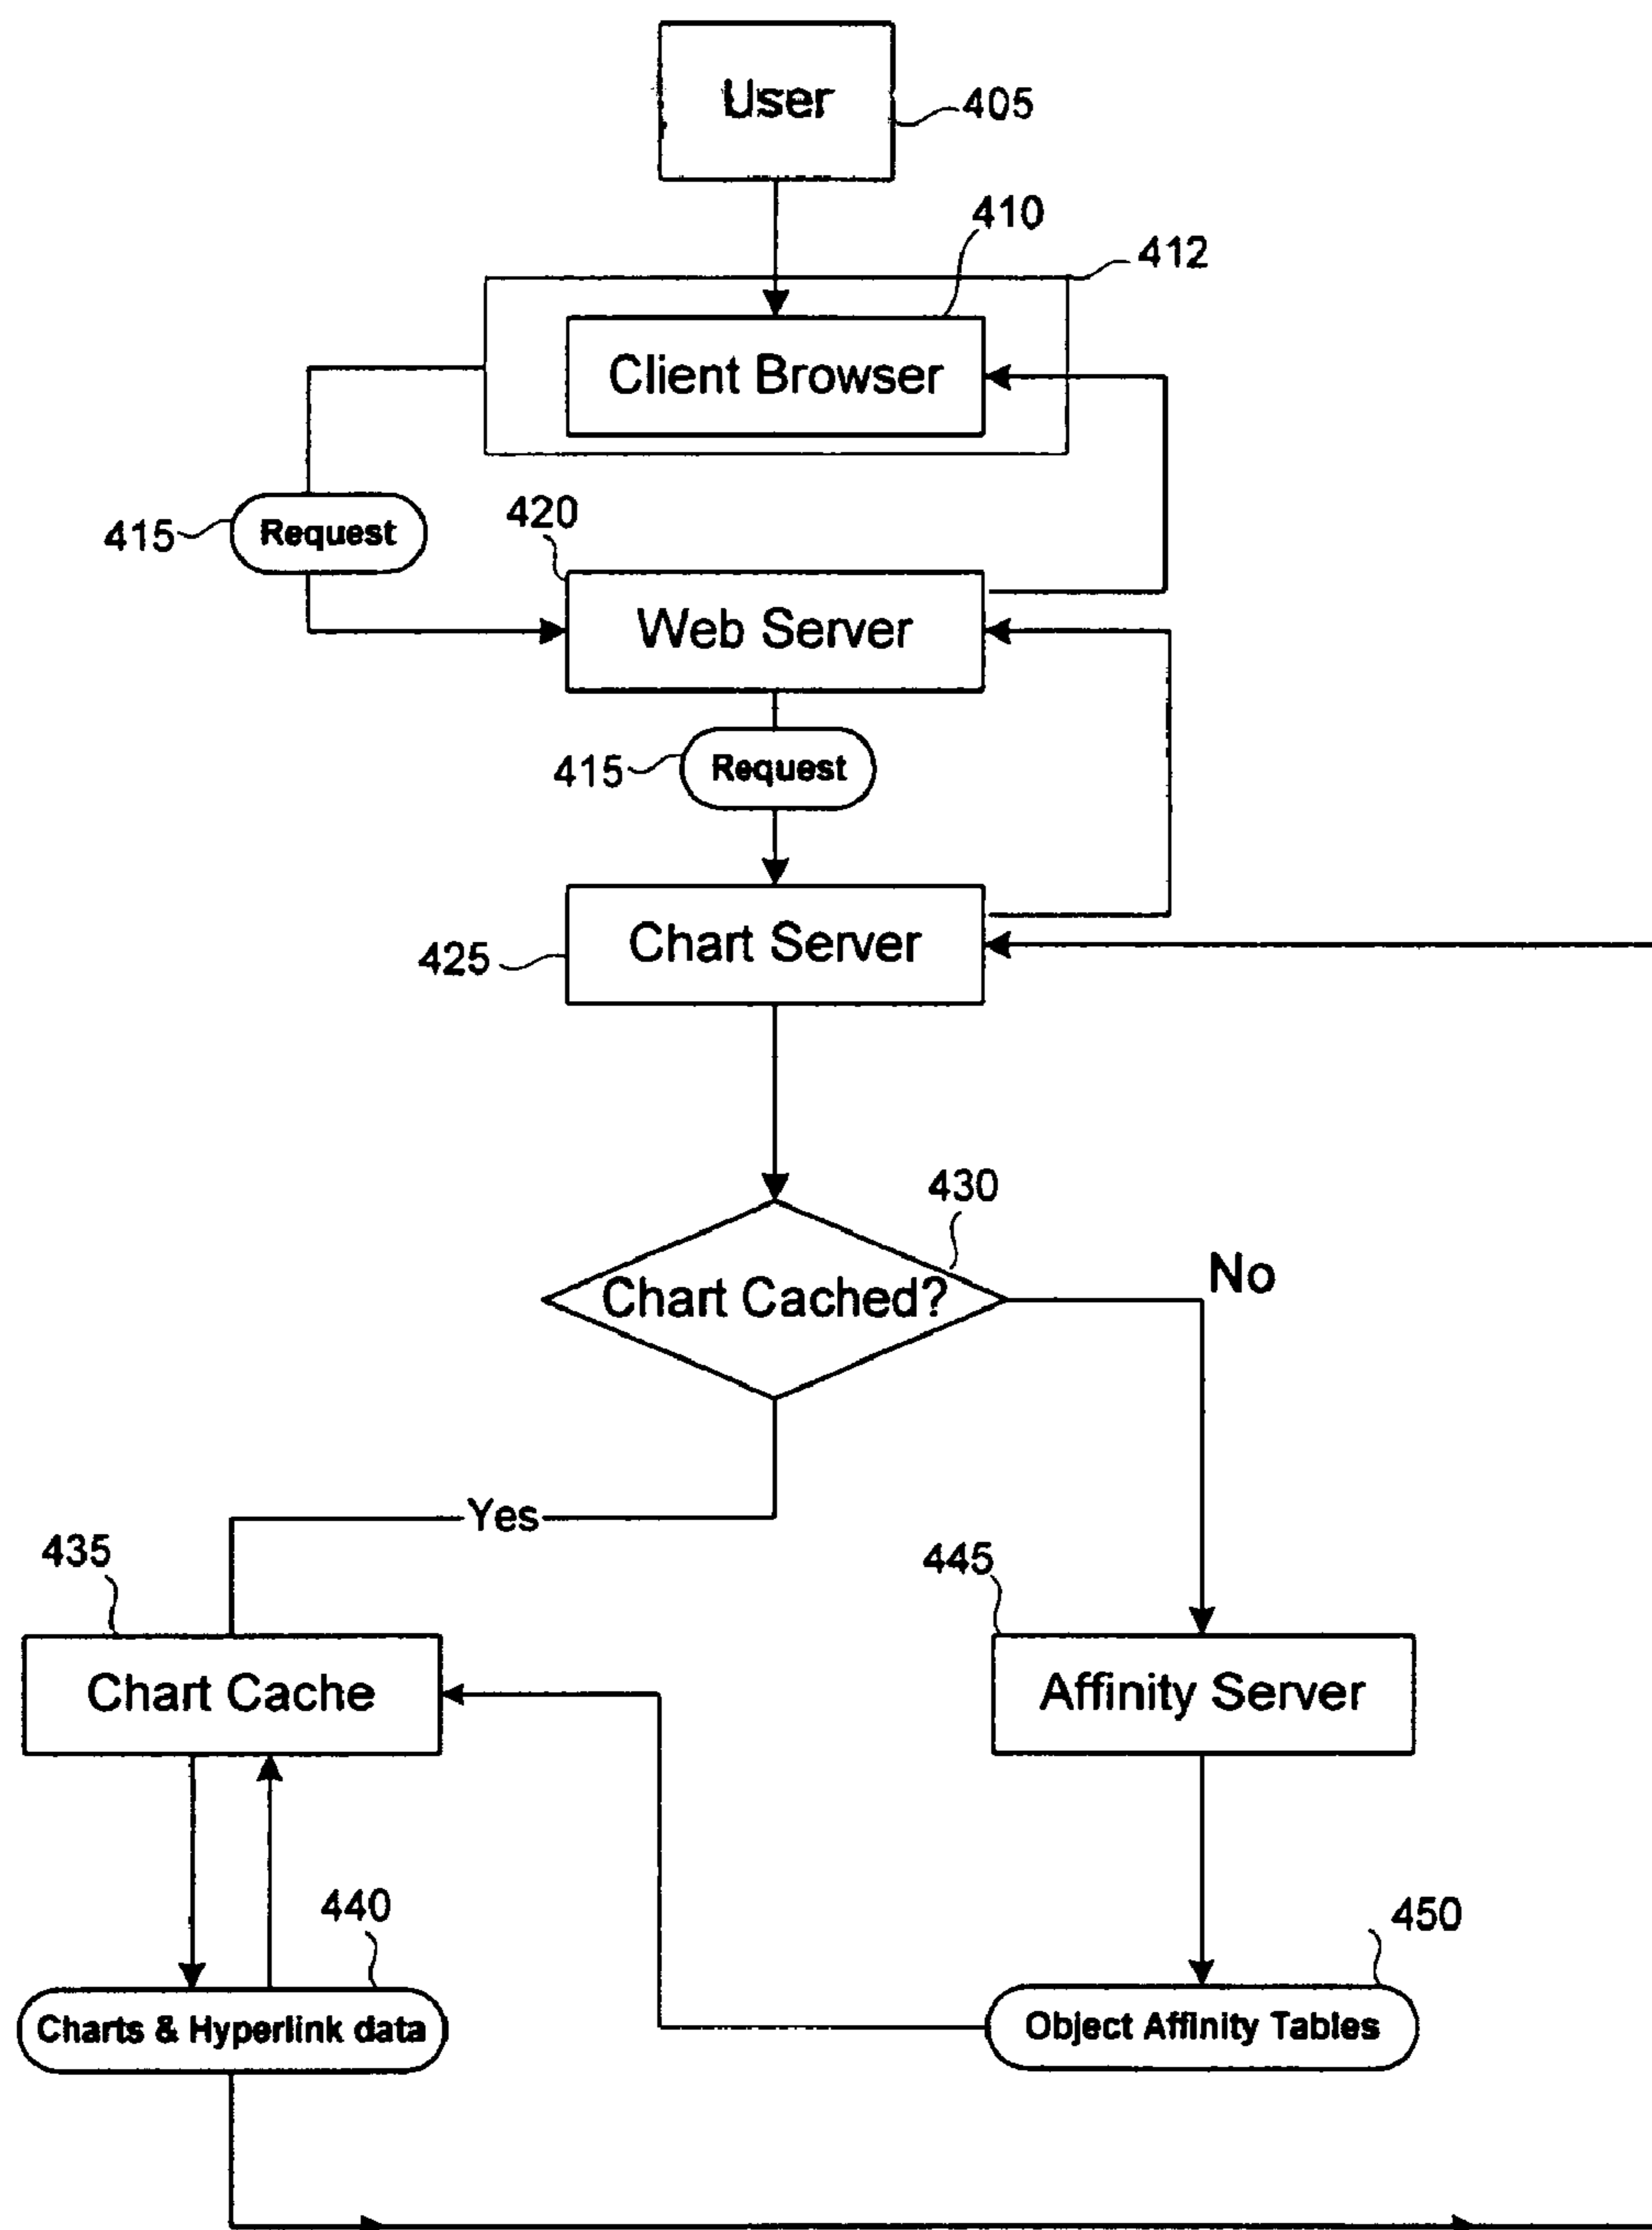 User
405
410
412
Client Browser
415
Request
420
Web Server
415
Request
Chart Server
425
430
Chart Cached?
No
Yes
435
445
Chart Cache
Affinity Server
440
450
Charts & Hyperlink data
Object Affinity Tables